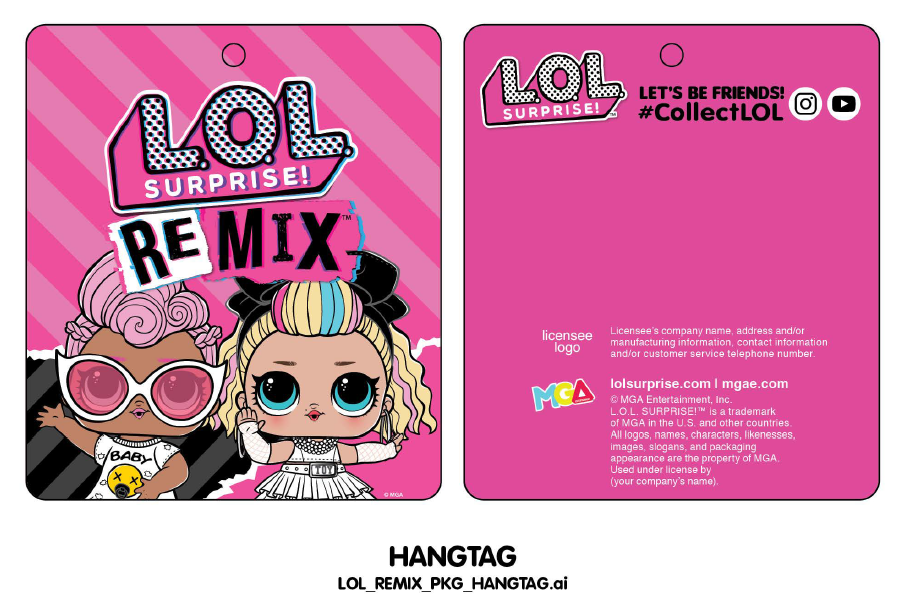 L.O.L.
SURPRISE!
REMIX™
BABY
TOY
© MGA
L.O.L.
SURPRISE!™
LET'S BE FRIENDS!
#CollectLOL
licensee
logo
Licensee's company name, address and/or
manufacturing information, contact information
and/or customer service telephone number.
MGA
lolsurprise.com | mgae.com
© MGA Entertainment, Inc.
L.O.L. SURPRISE!™ is a trademark
of MGA in the U.S. and other countries.
All logos, names, characters, likenesses,
images, slogans, and packaging
appearance are the property of MGA.
Used under license by
(your company's name).
HANGTAG
LOL_REMIX_PKG_HANGTAG.ai